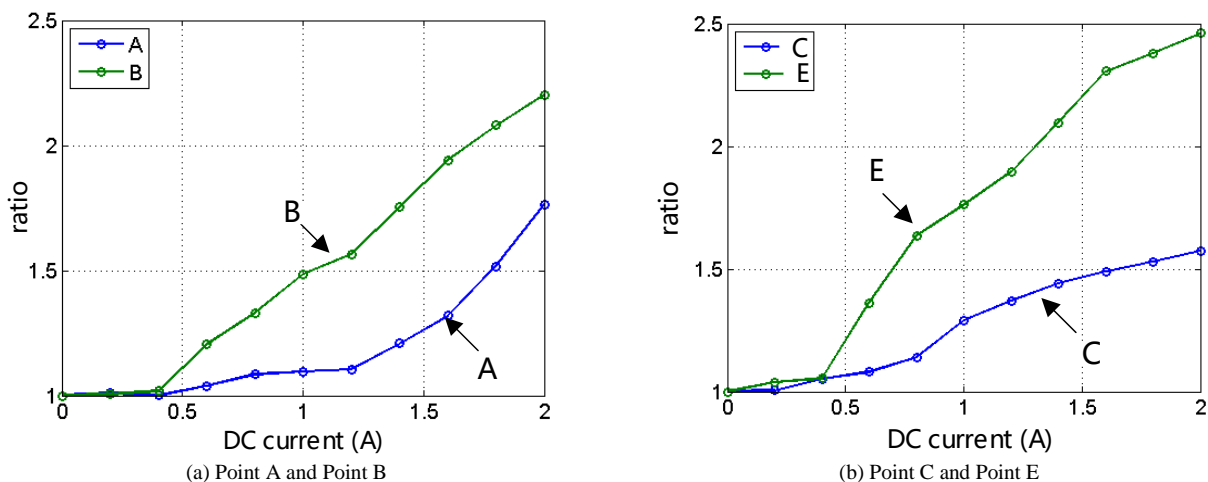 2.5
A
B
2
B
ratio
1.5
A
1
0
0.5
1
1.5
2
DC current (A)
(a) Point A and Point B
2.5
C
E
2
E
ratio
1.5
C
1
0
0.5
1
1.5
2
DC current (A)
(b) Point C and Point E